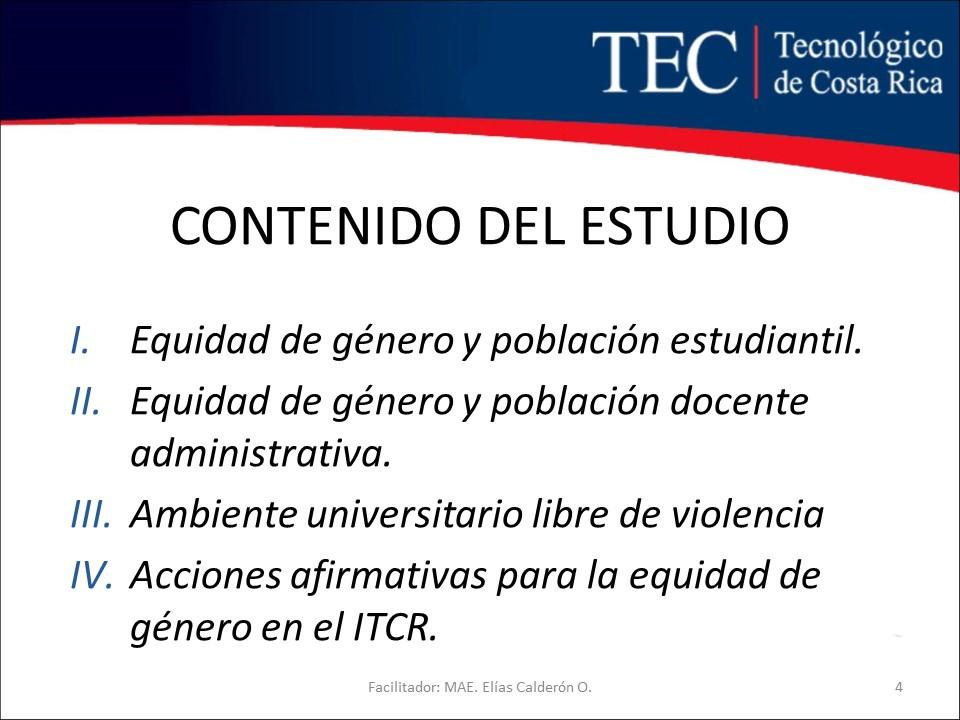 TEC
Tecnológico
de Costa Rica
CONTENIDO DEL ESTUDIO
I. Equidad de género y población estudiantil.
II. Equidad de género y población docente
administrativa.
III. Ambiente universitario libre de violencia
IV. Acciones afirmativas para la equidad de
género en el ITCR.
Facilitador: MAE. Elías Calderón O.
4